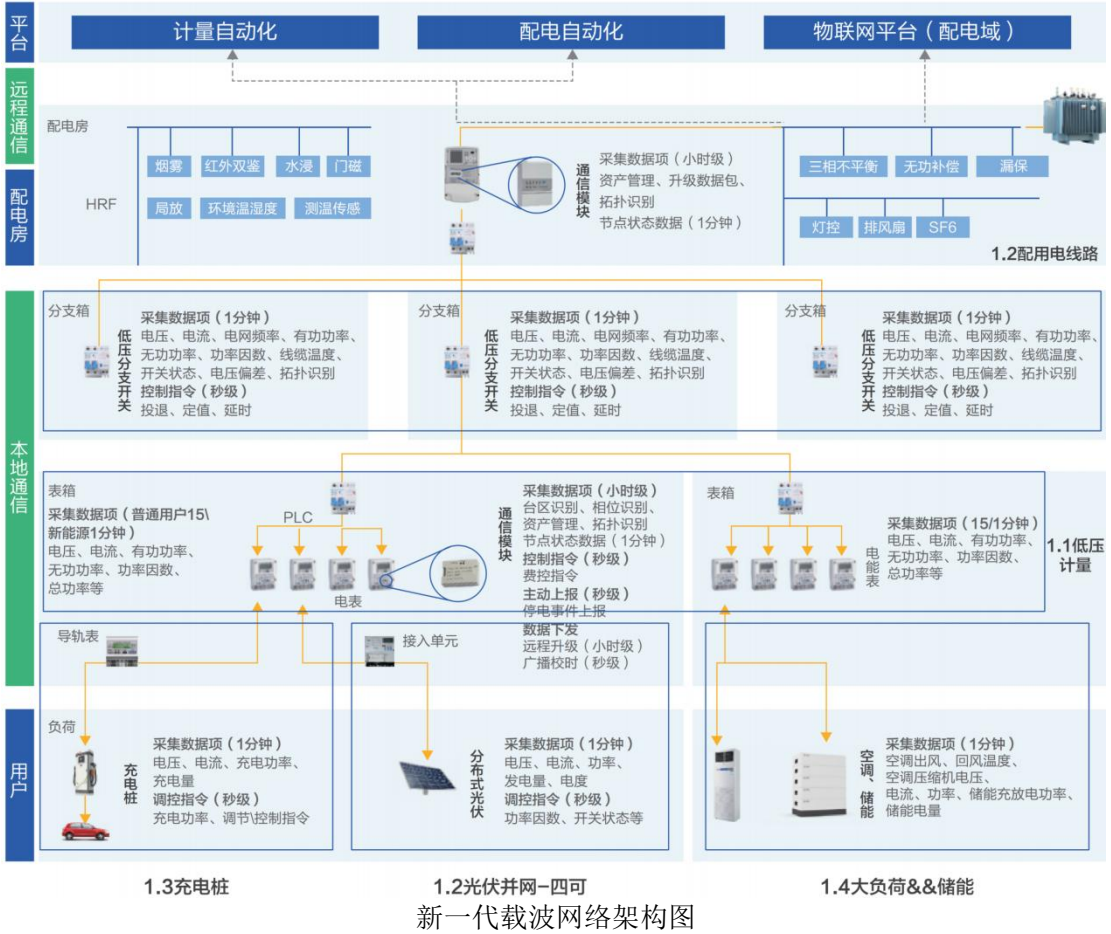 平台
计量自动化
配电自动化
物联网平台（配电域）
远程通信
配电房
配电房
烟雾
红外双鉴
水浸
门磁
HRF
局放
环境温湿度
测温传感
通信模块
采集数据项（小时级）
资产管理、升级数据包、
拓扑识别
节点状态数据（1分钟）
三相不平衡
无功补偿
漏保
灯控
排风扇
SF6
1.2配用电线路
本地通信
分支箱
低压分支开关
采集数据项（1分钟）
电压、电流、电网频率、有功功率、
无功功率、功率因数、线缆温度、
开关状态、电压偏差、拓扑识别
控制指令（秒级）
投退、定值、延时
分支箱
低压分支开关
采集数据项（1分钟）
电压、电流、电网频率、有功功率、
无功功率、功率因数、线缆温度、
开关状态、电压偏差、拓扑识别
控制指令（秒级）
投退、定值、延时
分支箱
低压分支开关
采集数据项（1分钟）
电压、电流、电网频率、有功功率、
无功功率、功率因数、线缆温度、
开关状态、电压偏差、拓扑识别
控制指令（秒级）
投退、定值、延时
表箱
采集数据项（普通用户15\
新能源1分钟）
电压、电流、有功功率、
无功功率、功率因数、
总功率等
PLC
电表
通信模块
采集数据项（小时级）
台区识别、相位识别、
资产管理、拓扑识别
节点状态数据（1分钟）
控制指令（秒级）
费控指令
主动上报（秒级）
停电事件上报
数据下发
远程升级（小时级）
广播校时（秒级）
表箱
电能表
采集数据项（15/1分钟）
电压、电流、有功功率、
无功功率、功率因数、
总功率等
1.1低压
计量
导轨表
接入单元
用户
负荷
充电桩
采集数据项（1分钟）
电压、电流、充电功率、
充电量
调控指令（秒级）
充电功率、调节\控制指令
分布式光伏
采集数据项（1分钟）
电压、电流、功率、
发电量、电度
调控指令（秒级）
功率因数、开关状态等
空调、储能
采集数据项（1分钟）
空调出风、回风温度、
空调压缩机电压、
电流、功率、储能充放电功率、
储能电量
1.3充电桩
1.2光伏并网-四可
1.4大负荷&&储能
新一代载波网络架构图